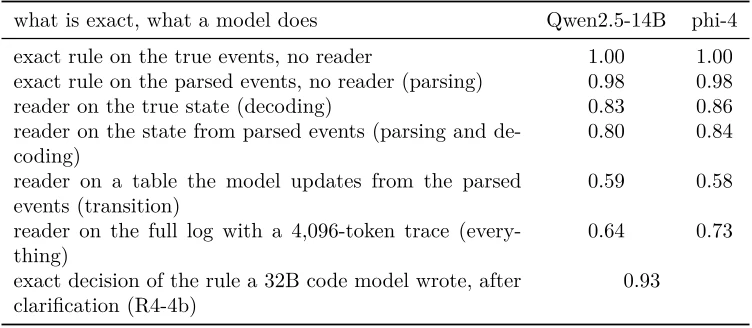 what is exact, what a model does Qwen2.5-14B phi-4
exact rule on the true events, no reader 1.00 1.00
exact rule on the parsed events, no reader (parsing) 0.98 0.98
reader on the true state (decoding) 0.83 0.86
reader on the state from parsed events (parsing and de- 0.80 0.84
coding)
reader on a table the model updates from the parsed 0.59 0.58
events (transition)
reader on the full log with a 4,096-token trace (every- 0.64 0.73
thing)
exact decision of the rule a 32B code model wrote, after 0.93
clarification (R4-4b)